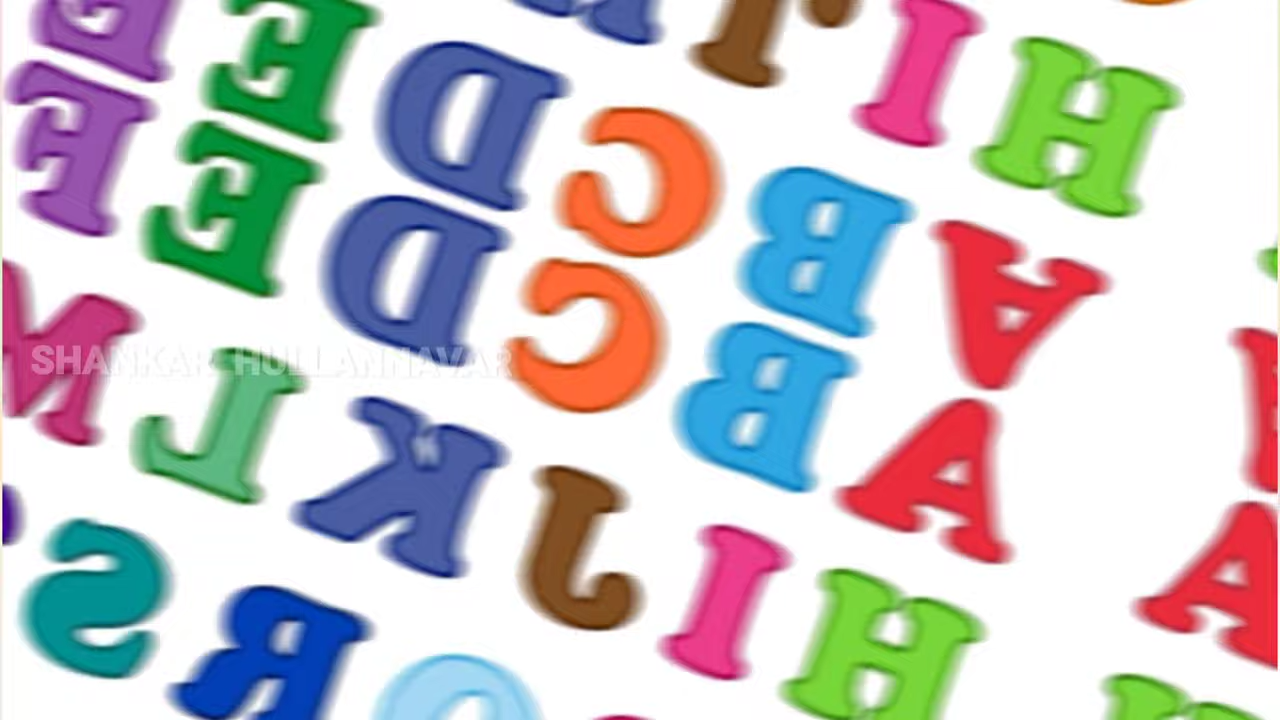 H I J
A B C D E F
A B C D E F
SHANKAR HULLANNAVAR
H I J K L M
R S
A